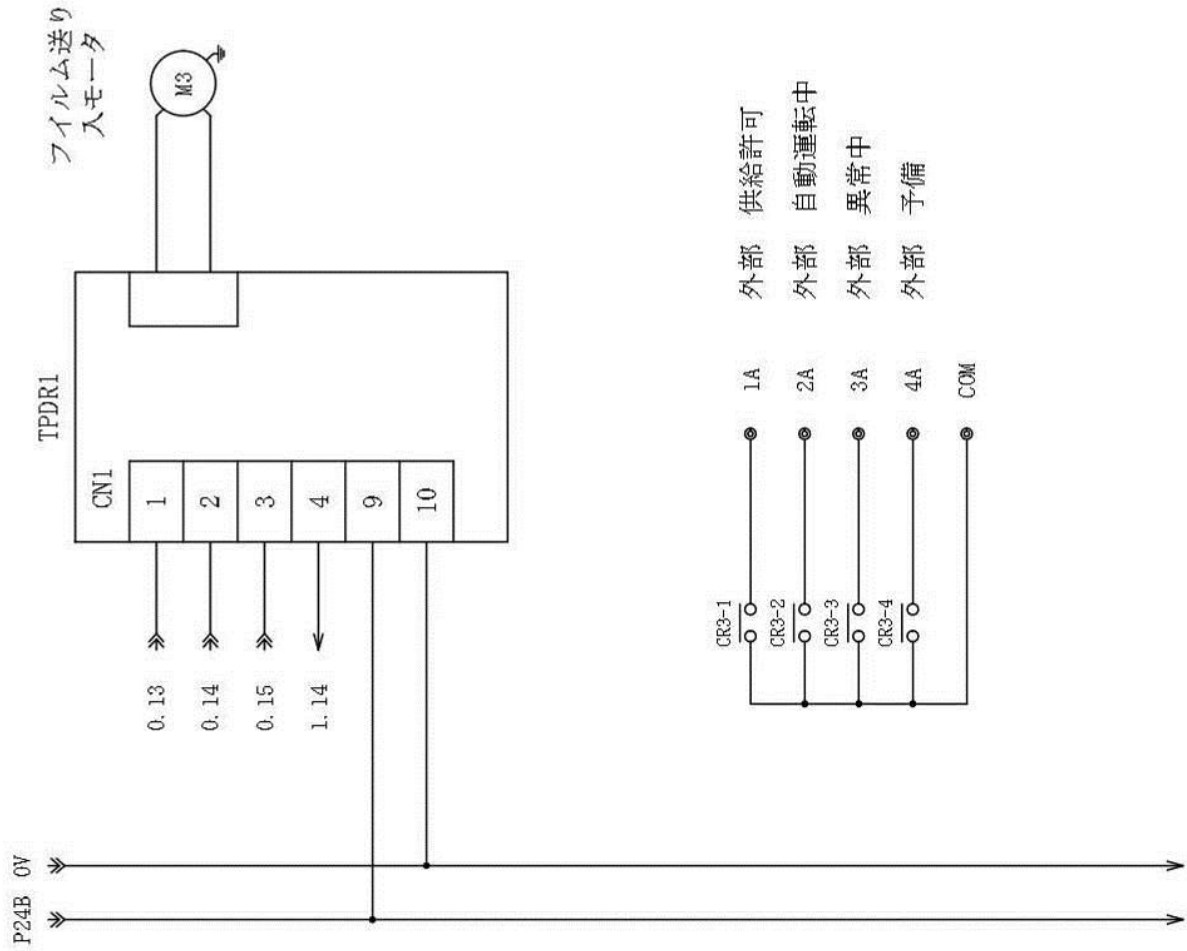 フイルム送り
入モータ
M3
TPDR1
CN1
1
2
3
4
9
10
0.13
0.14
0.15
1.14
P24B
0V
CR3-1
1A
外部 供給許可
CR3-2
2A
外部 自動運転中
CR3-3
3A
外部 異常中
CR3-4
4A
外部 予備
COM